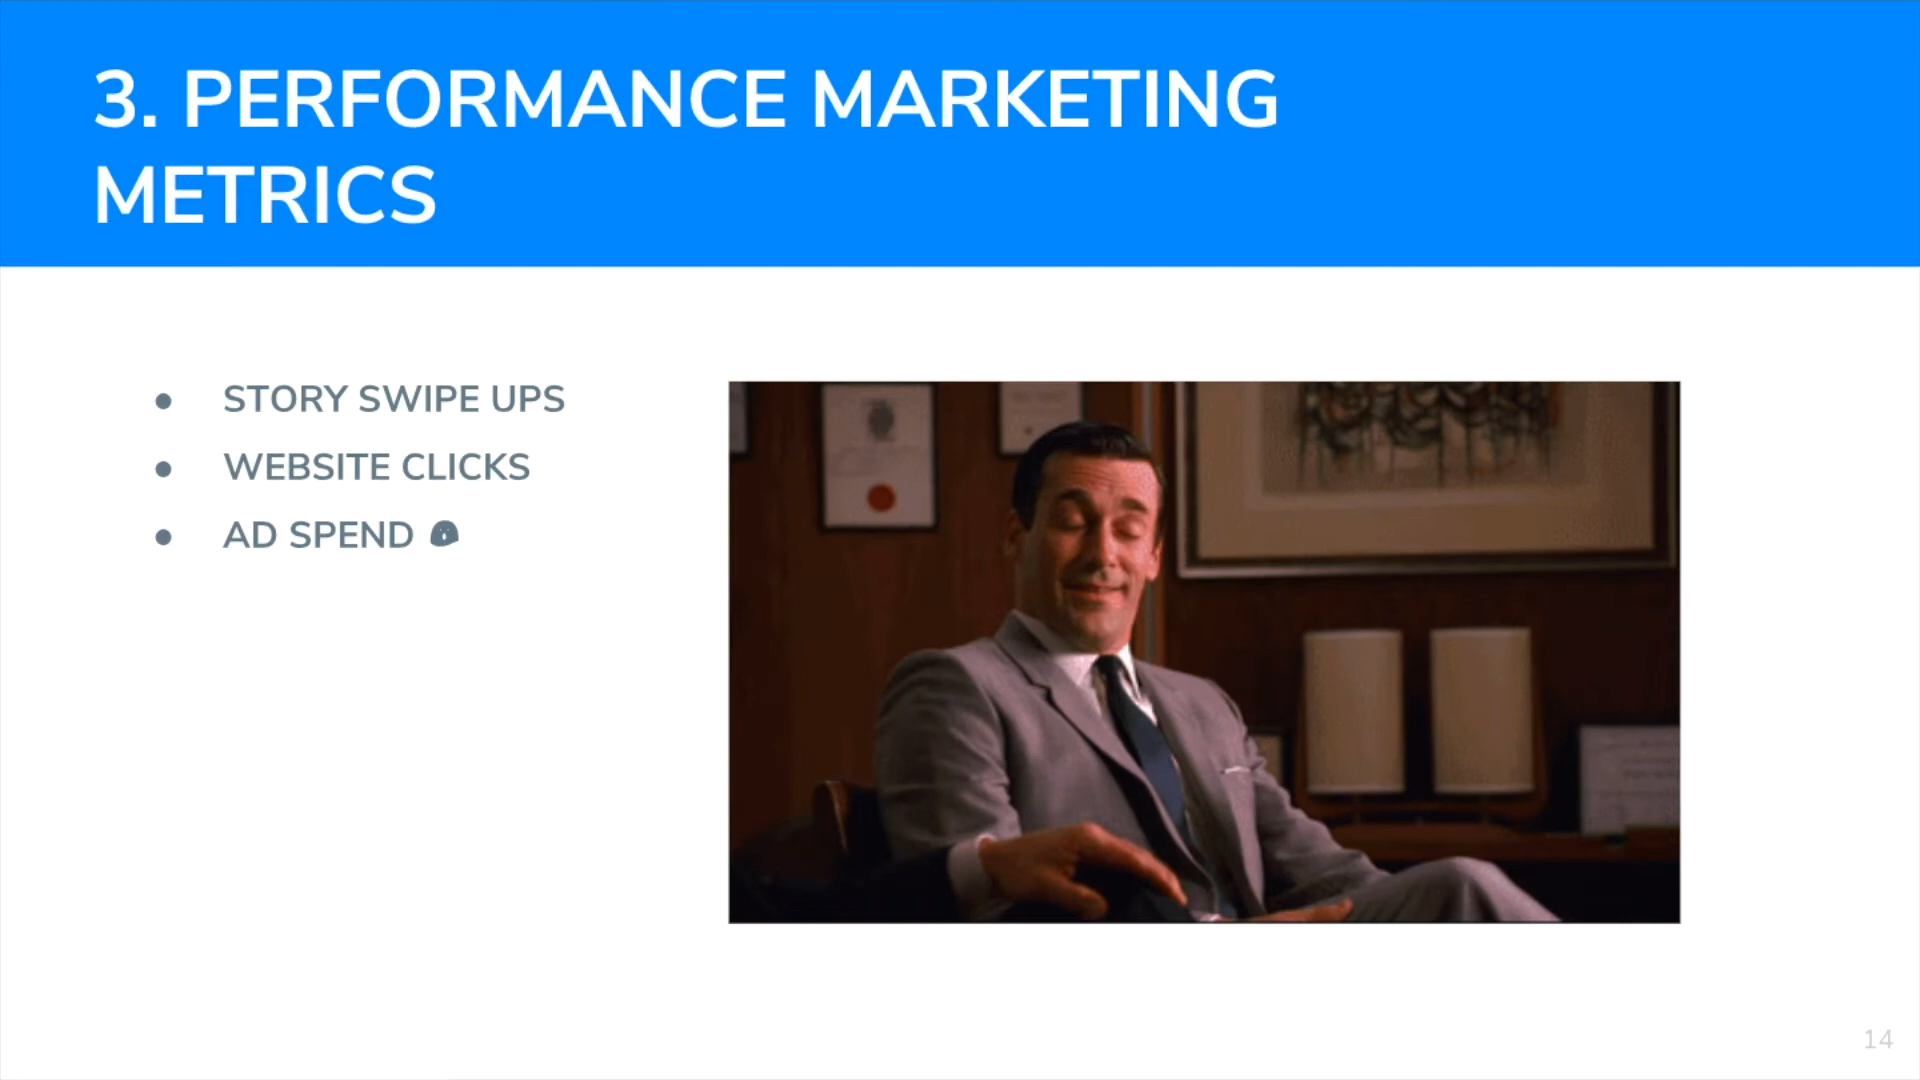 3. PERFORMANCE MARKETING
METRICS
● STORY SWIPE UPS
● WEBSITE CLICKS
● AD SPEND
14